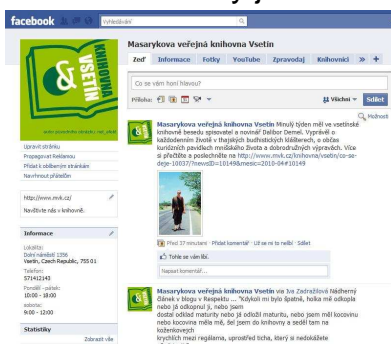 facebook
Vyhledávání
KNIHOVNA
&
VSETÍN
Masarykova veřejná knihovna Vsetín
Zeď Informace Fotky YouTube Zpravodaj Knihovníci » +
Co se vám honí hlavou?
Příloha:
Všichni
Sdílet
Možnosti
Masarykova veřejná knihovna Vsetín Minulý týden měl ve vsetínské
knihovně besedu spisovatel a novinář Dalibor Demel. Vyprávěl o
každodenním životě v thajských buddhistických klášterech, o občas
kuriózních pravidlech mnišského života a dobrodružných výpravách. Více
si přečtěte a poslechněte na http://www.mvk.cz/knihovna/vsetin/co-se-
deje-10037/?newsID=10149&mesic=2010-04#10149
Před 37 minutami · Přidat komentář · Už se mi to nelíbí · Sdílet
Tohle se vám líbí.
Napsat komentář...
Masarykova veřejná knihovna Vsetín via Iva Zadražilová Nádherný
článek v blogu v Respektu ... "Kdykoli mi bylo špatně, holka mě odkopla
nebo já odkopnul ji, nebo jsem
dostal odklad maturity nebo já odložil maturitu, nebo jsem měl kocovinu
nebo kocovina měla mě, šel jsem do knihovny a seděl tam na
koženkových
krychlích mezi regálama, uprostřed ticha, který si nedokážete
Upravit stránku
Propagovat Reklamou
Přidat k oblíbeným stránkám
Navrhnout přátelům
http://www.mvk.cz/
Navštivte nás v knihovně.
Informace
Lokalita:
Dolní náměstí 1356
Vsetín, Czech Republic, 755 01
Telefon:
571412143
Pondělí - pátek:
10:00 - 18:00
sobota:
9:00 - 12:00
Statistiky
Zobrazit vše